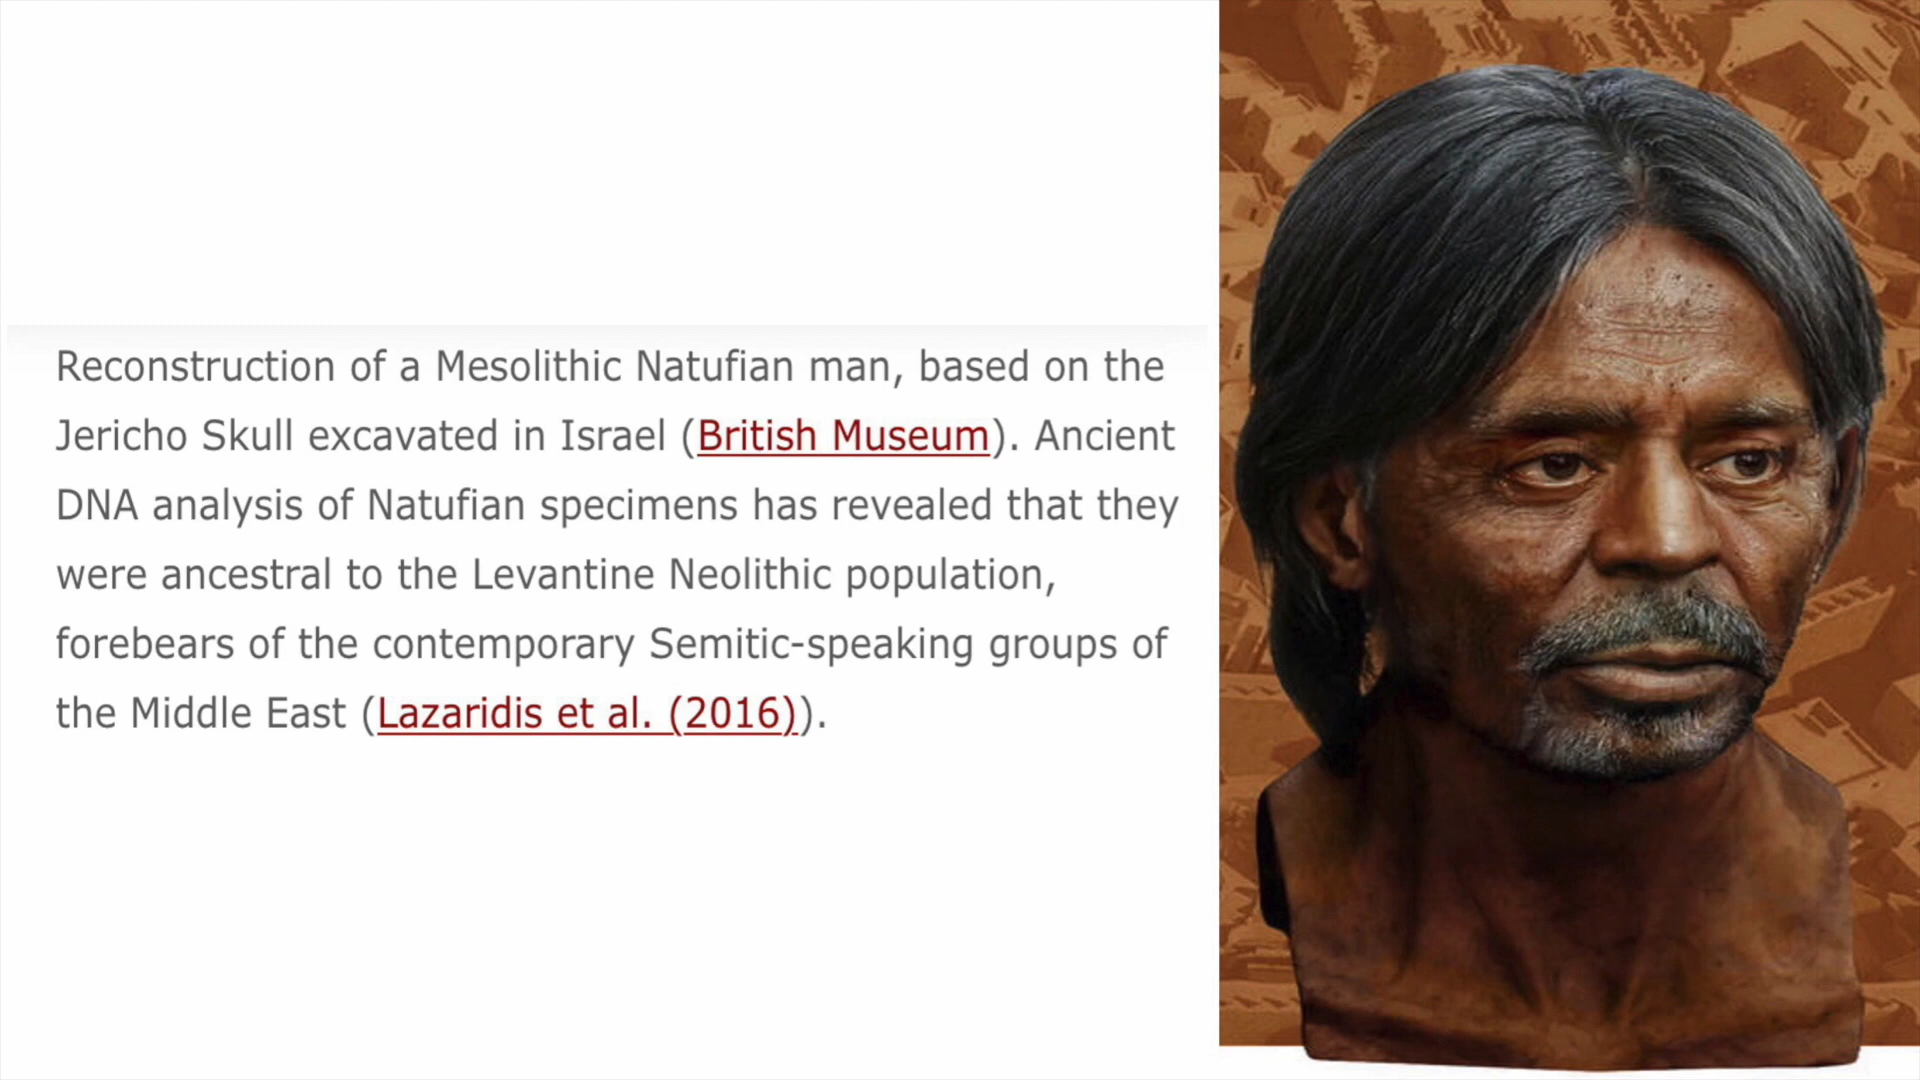 Reconstruction of a Mesolithic Natufian man, based on the
Jericho Skull excavated in Israel (British Museum). Ancient
DNA analysis of Natufian specimens has revealed that they
were ancestral to the Levantine Neolithic population,
forebears of the contemporary Semitic-speaking groups of
the Middle East (Lazaridis et al. (2016)).